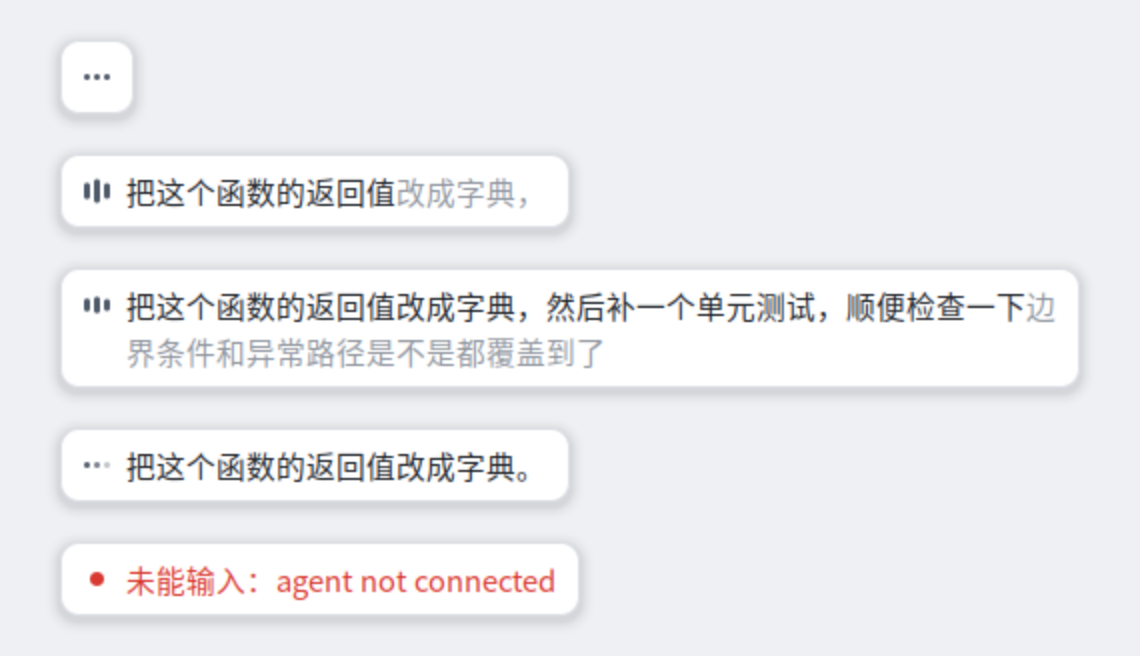 把这个函数的返回值改成字典，
把这个函数的返回值改成字典，然后补一个单元测试，顺便检查一下边
界条件和异常路径是不是都覆盖到了
把这个函数的返回值改成字典。
未能输入：agent not connected